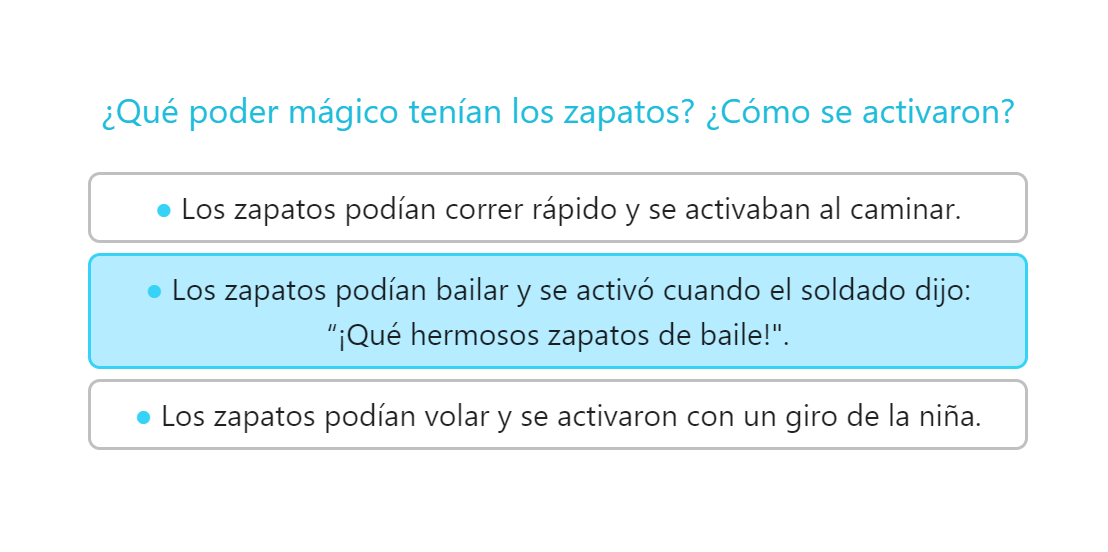 ¿Qué poder mágico tenían los zapatos? ¿Cómo se activaron?
● Los zapatos podían correr rápido y se activaban al caminar.
● Los zapatos podían bailar y se activó cuando el soldado dijo:
“¡Qué hermosos zapatos de baile!".
● Los zapatos podían volar y se activaron con un giro de la niña.